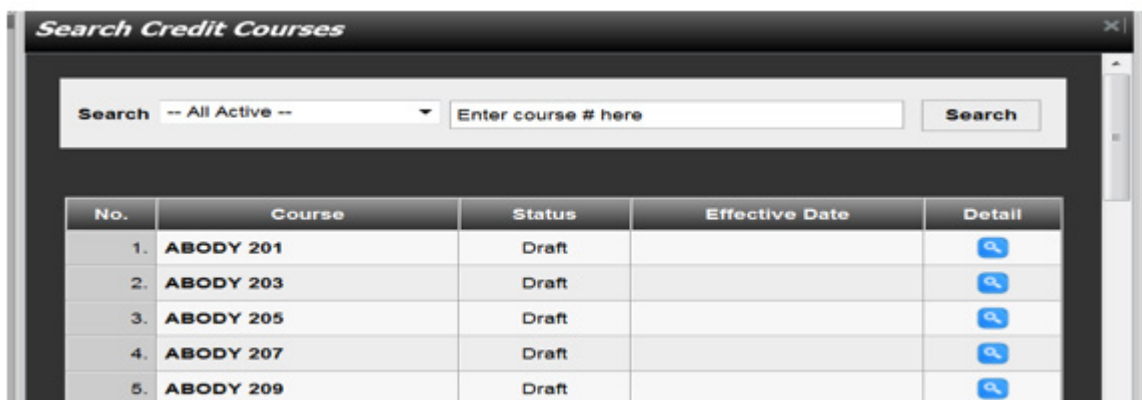 Search Credit Courses
Search -- All Active -- Enter course # here Search
No. Course Status Effective Date Detail
1. ABODY 201 Draft
2. ABODY 203 Draft
3. ABODY 205 Draft
4. ABODY 207 Draft
5. ABODY 209 Draft